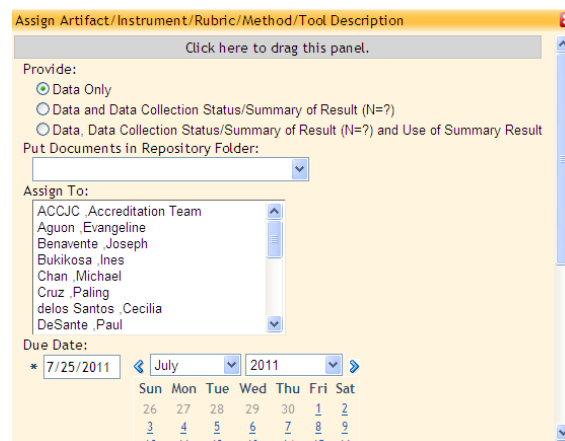 Assign Artifact/Instrument/Rubric/Method/Tool Description
Click here to drag this panel.
Provide:
Data Only
Data and Data Collection Status/Summary of Result (N=?)
Data, Data Collection Status/Summary of Result (N=?) and Use of Summary Result
Put Documents in Repository Folder:
Assign To:
ACCJC ,Accreditation Team
Aguon ,Evangeline
Benavente ,Joseph
Bukikosa ,Ines
Chan ,Michael
Cruz ,Paling
delos Santos ,Cecilia
DeSante ,Paul
Due Date:
* 7/25/2011 July 2011
Sun Mon Tue Wed Thu Fri Sat
26 27 28 29 30 1 2
3 4 5 6 7 8 9